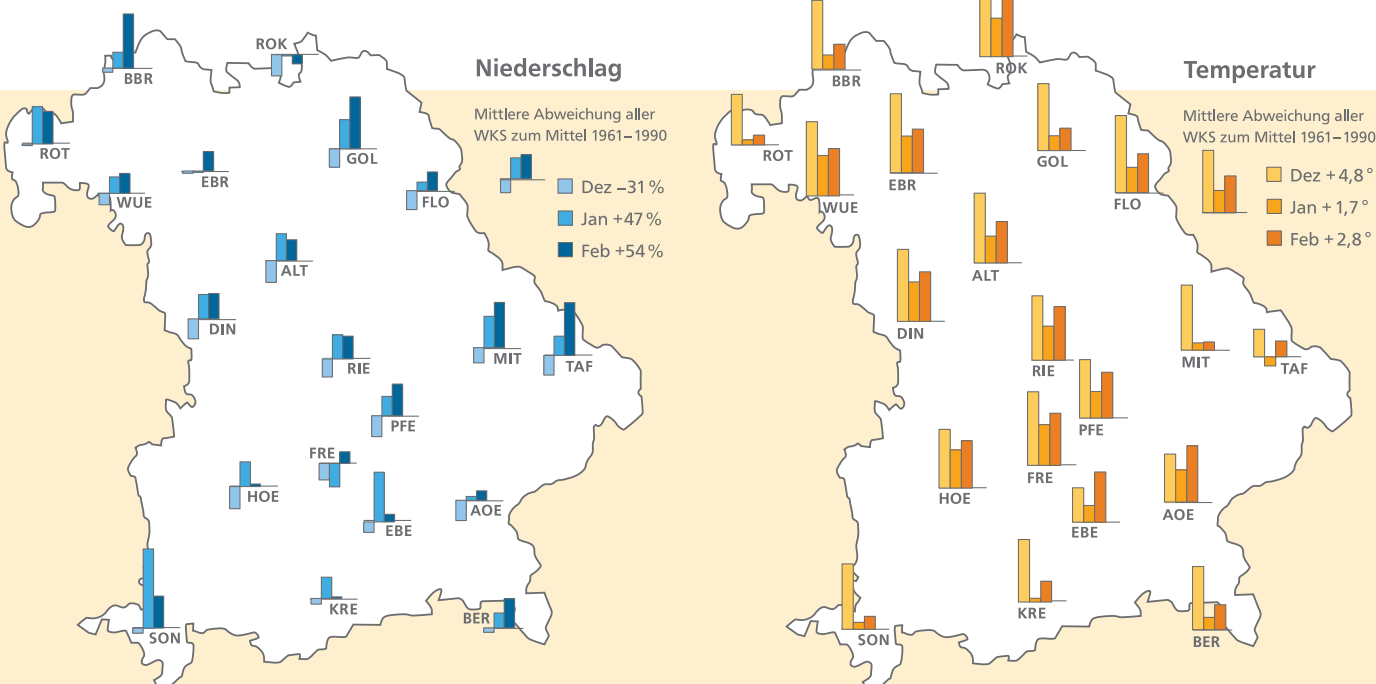 Niederschlag
Mittlere Abweichung aller
WKS zum Mittel 1961–1990
Dez –31 %
Jan +47 %
Feb +54 %
BBR
ROK
ROT
GOL
EBR
WUE
FLO
ALT
DIN
MIT
RIE
TAF
PFE
FRE
HOE
AOE
EBE
KRE
BER
SON
Temperatur
Mittlere Abweichung aller
WKS zum Mittel 1961–1990
Dez +4,8°
Jan +1,7°
Feb +2,8°
BBR
ROK
ROT
GOL
EBR
WUE
FLO
ALT
DIN
MIT
RIE
TAF
PFE
FRE
HOE
AOE
EBE
KRE
SON
BER